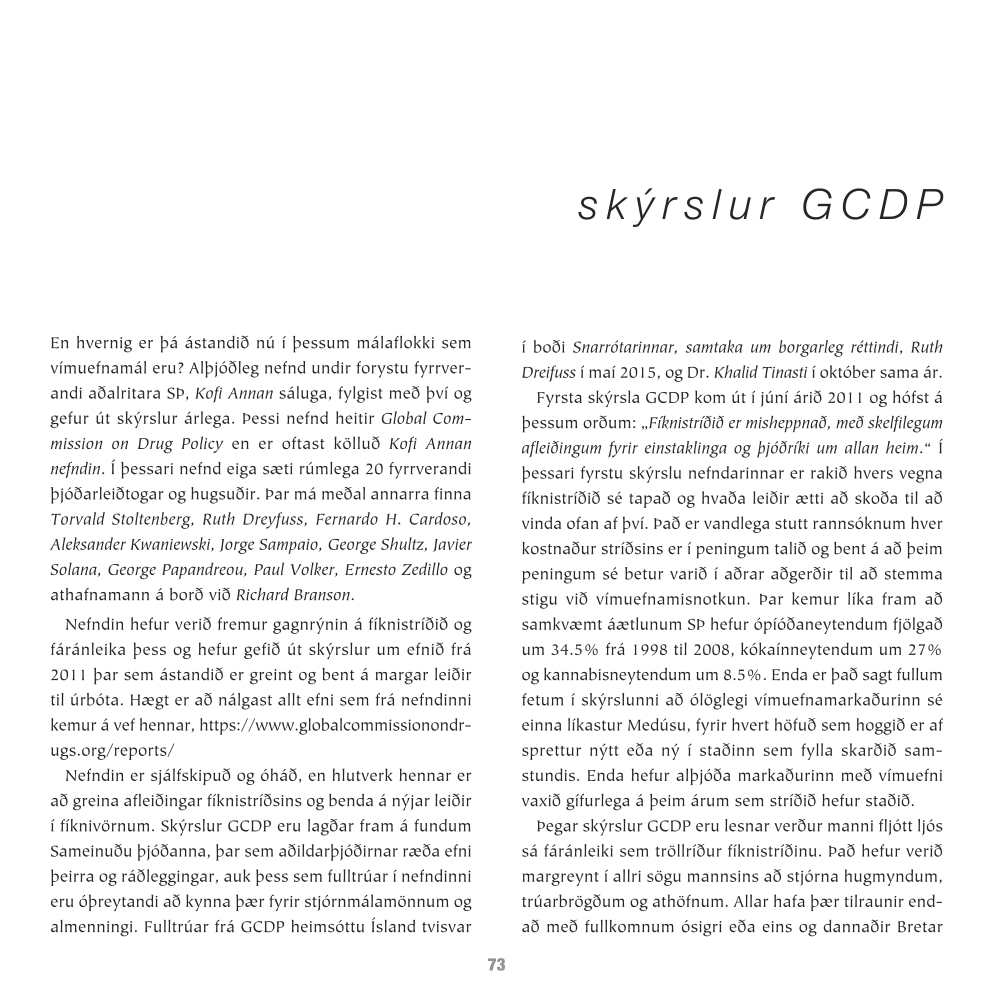 skýrslur GCDP
En hvernig er þá ástandið nú í þessum málaflokki sem
vímuefnamál eru? Alþjóðleg nefnd undir forystu fyrrver-
andi aðalritara SÞ, Kofi Annan sáluga, fylgist með því og
gefur út skýrslur árlega. Þessi nefnd heitir Global Com-
mission on Drug Policy en er oftast kölluð Kofi Annan
nefndin. Í þessari nefnd eiga sæti rúmlega 20 fyrrverandi
þjóðarleiðtogar og hugsuðir. Þar má meðal annarra finna
Torvald Stoltenberg, Ruth Dreyfuss, Fernardo H. Cardoso,
Aleksander Kwaniewski, Jorge Sampaio, George Shultz, Javier
Solana, George Papandreou, Paul Volker, Ernesto Zedillo og
athafnamann á borð við Richard Branson.
Nefndin hefur verið fremur gagnrýnin á fíknistríðið og
fáránleika þess og hefur gefið út skýrslur um efnið frá
2011 þar sem ástandið er greint og bent á margar leiðir
til úrbóta. Hægt er að nálgast allt efni sem frá nefndinni
kemur á vef hennar, https://www.globalcommissionondr-
ugs.org/reports/
Nefndin er sjálfskipuð og óháð, en hlutverk hennar er
að greina afleiðingar fíknistríðsins og benda á nýjar leiðir
í fíknivörnum. Skýrslur GCDP eru lagðar fram á fundum
Sameinuðu þjóðanna, þar sem aðildarþjóðirnar ræða efni
þeirra og ráðleggingar, auk þess sem fulltrúar í nefndinni
eru óþreytandi að kynna þær fyrir stjórnmálamönnum og
almenningi. Fulltrúar frá GCDP heimsóttu Ísland tvisvar
í boði Snarrótarinnar, samtaka um borgarleg réttindi, Ruth
Dreifuss í maí 2015, og Dr. Khalid Tinasti í október sama ár.
Fyrsta skýrsla GCDP kom út í júní árið 2011 og hófst á
þessum orðum: „Fíknistríðið er misheppnað, með skelfilegum
afleiðingum fyrir einstaklinga og þjóðríki um allan heim.“ Í
þessari fyrstu skýrslu nefndarinnar er rakið hvers vegna
fíknistríðið sé tapað og hvaða leiðir ætti að skoða til að
vinda ofan af því. Það er vandlega stutt rannsóknum hver
kostnaður stríðsins er í peningum talið og bent á að þeim
peningum sé betur varið í aðrar aðgerðir til að stemma
stigu við vímuefnamisnotkun. Þar kemur líka fram að
samkvæmt áætlunum SÞ hefur ópíóðaneytendum fjölgað
um 34.5% frá 1998 til 2008, kókaínneytendum um 27%
og kannabisneytendum um 8.5%. Enda er það sagt fullum
fetum í skýrslunni að ólöglegi vímuefnamarkaðurinn sé
einna líkastur Medúsu, fyrir hvert höfuð sem hoggið er af
sprettur nýtt eða ný í staðinn sem fylla skarðið sam-
stundis. Enda hefur alþjóða markaðurinn með vímuefni
vaxið gífurlega á þeim árum sem stríðið hefur staðið.
Þegar skýrslur GCDP eru lesnar verður manni fljótt ljós
sá fáránleiki sem tröllríður fíknistríðinu. Það hefur verið
margreynt í allri sögu mannsins að stjórna hugmyndum,
trúarbrögðum og athöfnum. Allar hafa þær tilraunir end-
að með fullkomnum ósigri eða eins og dannaðir Bretar
73